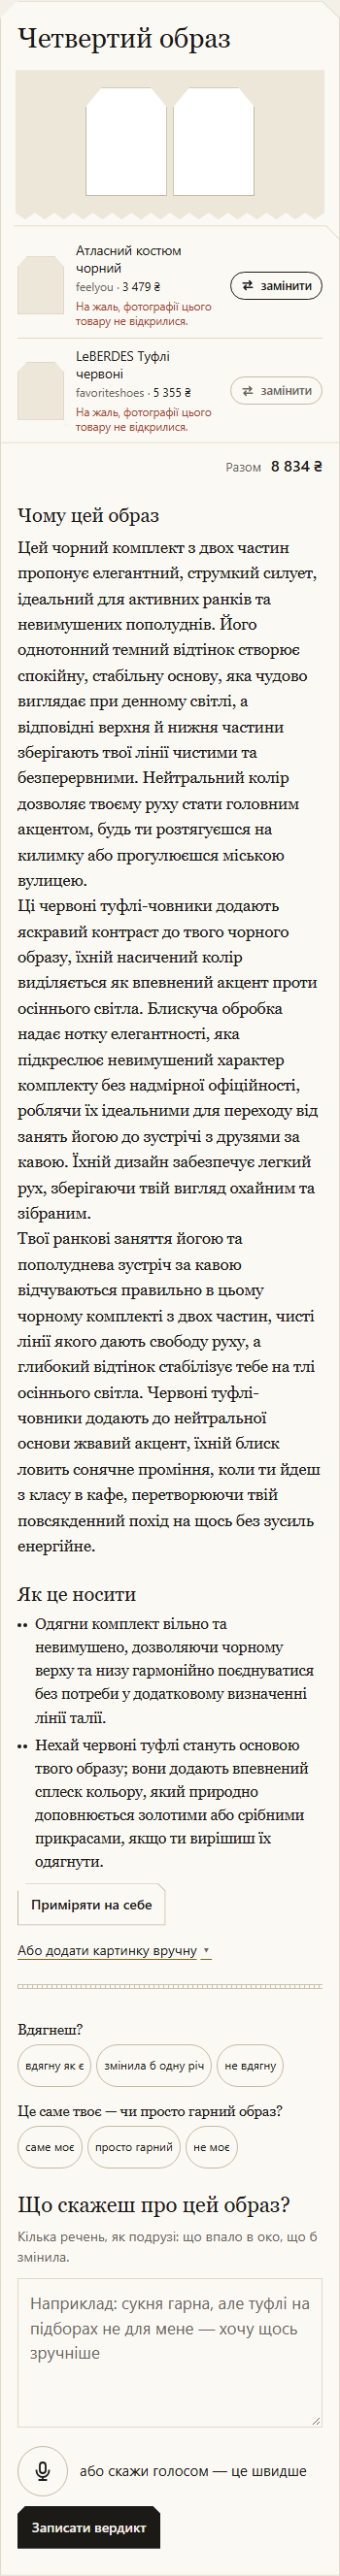 Четвертий образ
Атласний костюм
чорний
feelyou · 3 479 ₴
На жаль, фотографії цього
товару не відкрилися.
⇄ замінити
LeBERDES Туфлі
червоні
favoriteshoes · 5 355 ₴
На жаль, фотографії цього
товару не відкрилися.
⇄ замінити
Разом 8 834 ₴
Чому цей образ
Цей чорний комплект з двох частин
пропонує елегантний, струмкий силует,
ідеальний для активних ранків та
невимушених пополуднів. Його
однотонний темний відтінок створює
спокійну, стабільну основу, яка чудово
виглядає при денному світлі, а
відповідні верхня й нижня частини
зберігають твої лінії чистими та
безперервними. Нейтральний колір
дозволяє твоєму руху стати головним
акцентом, будь ти розтягуєшся на
килимку або прогулюєшся міською
вулицею.
Ці червоні туфлі-човники додають
яскравий контраст до твого чорного
образу, їхній насичений колір
виділяється як впевнений акцент проти
осіннього світла. Блискуча обробка
надає нотку елегантності, яка
підкреслює невимушений характер
комплекту без надмірної офіційності,
роблячи їх ідеальними для переходу від
занять йогою до зустрічі з друзями за
кавою. Їхній дизайн забезпечує легкий
рух, зберігаючи твій вигляд охайним та
зібраним.
Твої ранкові заняття йогою та
пополуднева зустріч за кавою
відчуваються правильно в цьому
чорному комплекті з двох частин, чисті
лінії якого дають свободу руху, а
глибокий відтінок стабілізує тебе на тлі
осіннього світла. Червоні туфлі-
човники додають до нейтральної
основи жвавий акцент, їхній блиск
ловить сонячне проміння, коли ти йдеш
з класу в кафе, перетворюючи твій
повсякденний похід на щось без зусиль
енергійне.
Як це носити
•• Одягни комплект вільно та
невимушено, дозволяючи чорному
верху та низу гармонійно поєднуватися
без потреби у додатковому визначенні
лінії талії.
•• Нехай червоні туфлі стануть основою
твого образу; вони додають впевнений
сплеск кольору, який природно
доповнюється золотими або срібними
прикрасами, якщо ти вирішиш їх
одягнути.
Приміряти на себе
Або додати картинку вручну ▾
Вдягнеш?
вдягну як є
змінила б одну річ
не вдягну
Це саме твоє — чи просто гарний образ?
саме моє
просто гарний
не моє
Що скажеш про цей образ?
Кілька речень, як подрузі: що впало в око, що б
змінила.
Наприклад: сукня гарна, але туфлі на
підборах не для мене — хочу щось
зручніше
або скажи голосом — це швидше
Записати вердикт